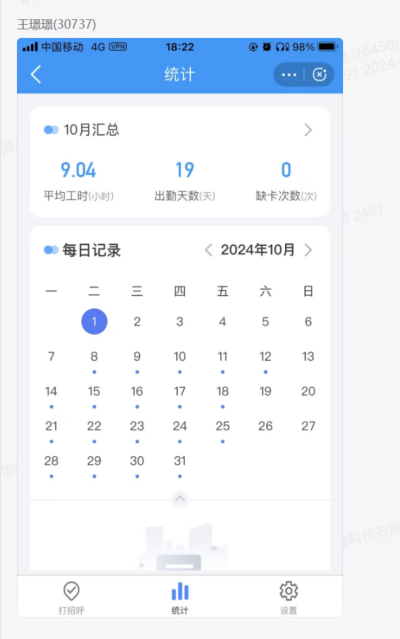 王璟璟(30737)
中国移动 4G VPN 18:22 98%
统计
10月汇总
9.04 19 0
平均工时(小时) 出勤天数(天) 缺卡次数(次)
每日记录 2024年10月
一 二 三 四 五 六 日
1 2 3 4 5 6
7 8 9 10 11 12 13
14 15 16 17 18 19 20
21 22 23 24 25 26 27
28 29 30 31
打招呼 统计 设置